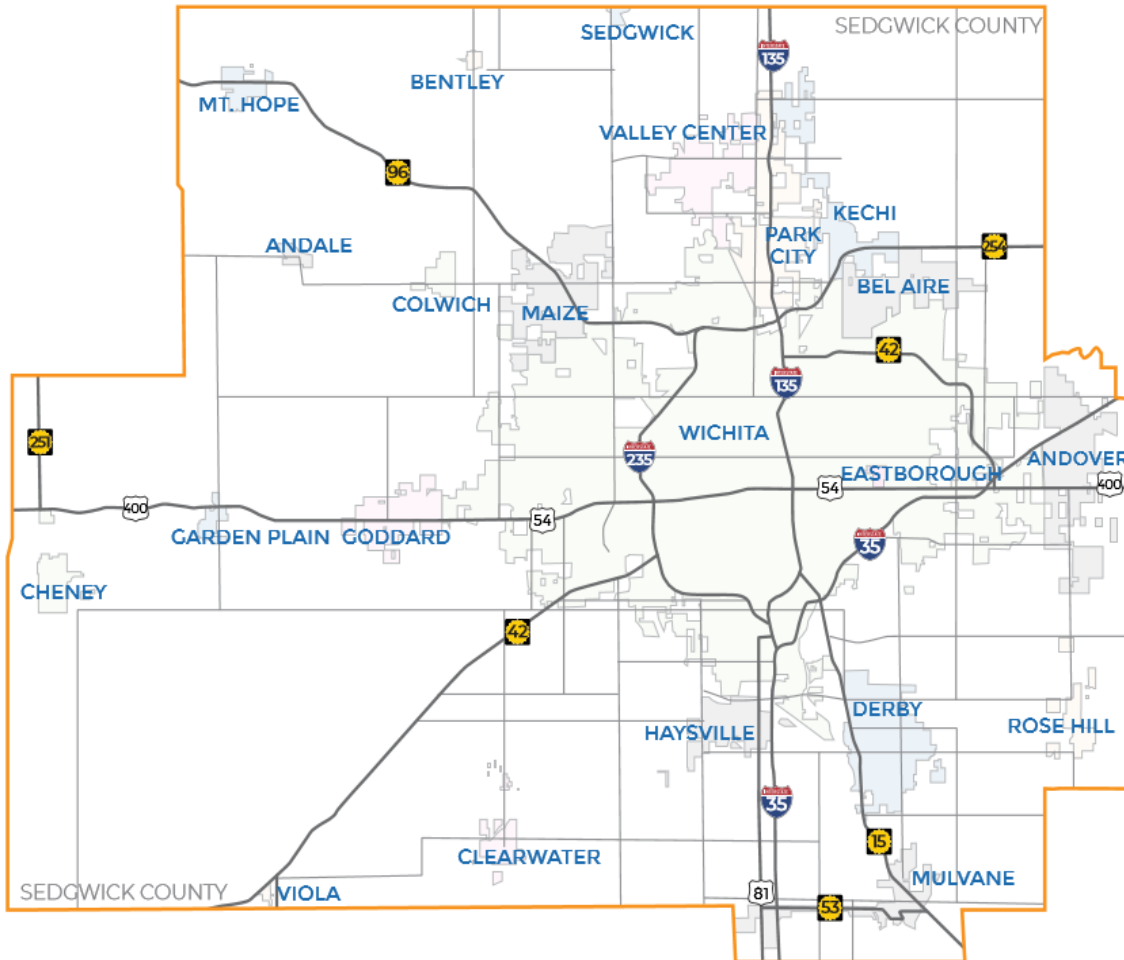 SEDGWICK
SEDGWICK COUNTY
135
BENTLEY
MT. HOPE
VALLEY CENTER
96
KECHI
PARK
CITY
ANDALE
254
BEL AIRE
COLWICH
MAIZE
42
135
WICHITA
251
235
ANDOVER
EASTBOROUGH
54
400
400
54
GARDEN PLAIN
GODDARD
35
CHENEY
42
DERBY
HAYSVILLE
ROSE HILL
35
15
CLEARWATER
MULVANE
SEDGWICK COUNTY
VIOLA
81
53